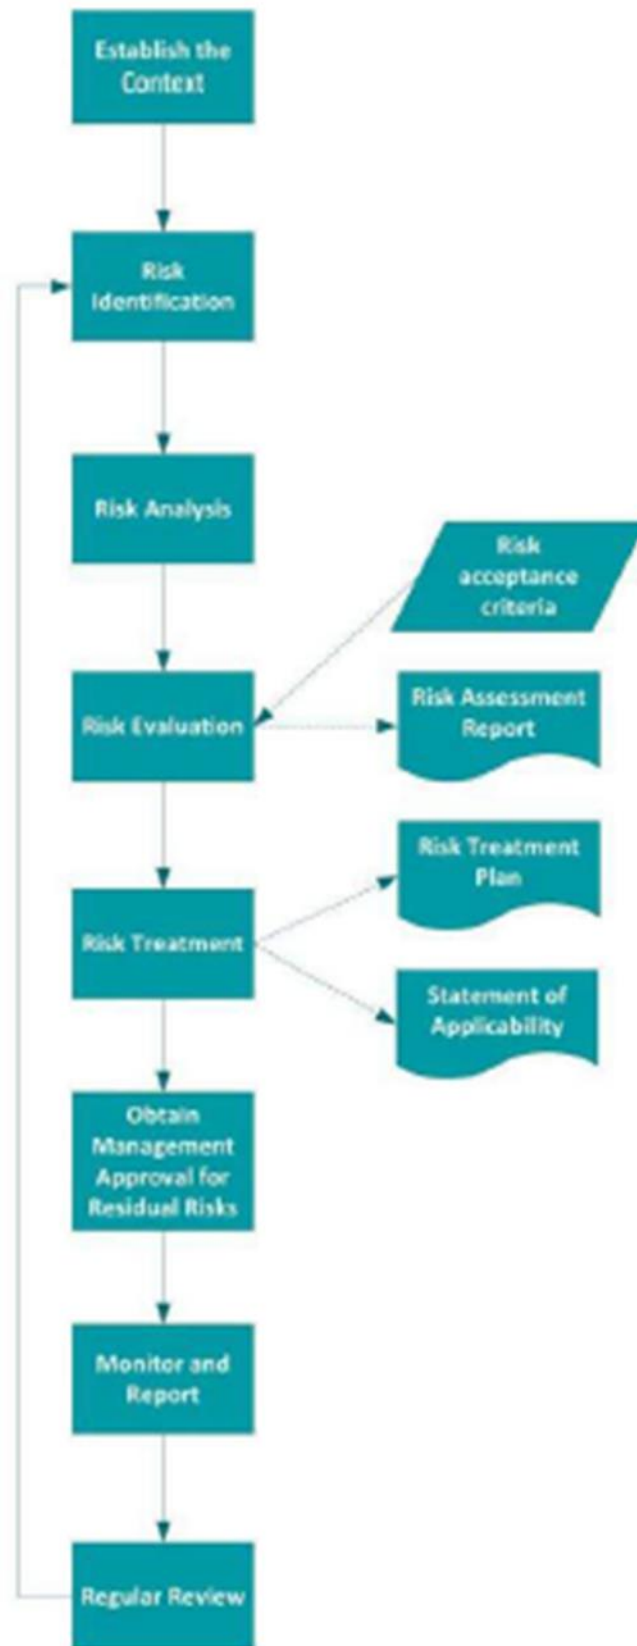 Establish the
Context
Risk
Identification
Risk Analysis
Risk
acceptance
criteria
Risk Evaluation
Risk Assessment
Report
Risk Treatment
Plan
Risk Treatment
Statement of
Applicability
Obtain
Management
Approval for
Residual Risks
Monitor and
Report
Regular Review